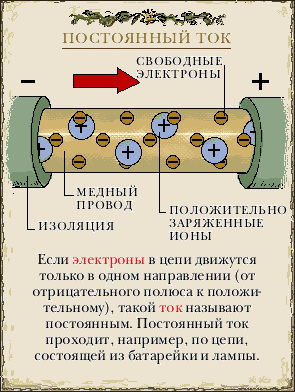 ПОСТОЯННЫЙ ТОК
СВОБОДНЫЕ
ЭЛЕКТРОНЫ
– +
МЕДНЫЙ
ПРОВОД
ПОЛОЖИТЕЛЬНО
ЗАРЯЖЕННЫЕ
ИОНЫ
ИЗОЛЯЦИЯ
Если электроны в цепи движутся
только в одном направлении (от
отрицательного полюса к положи-
тельному), такой ток называют
постоянным. Постоянный ток
проходит, например, по цепи,
состоящей из батарейки и лампы.